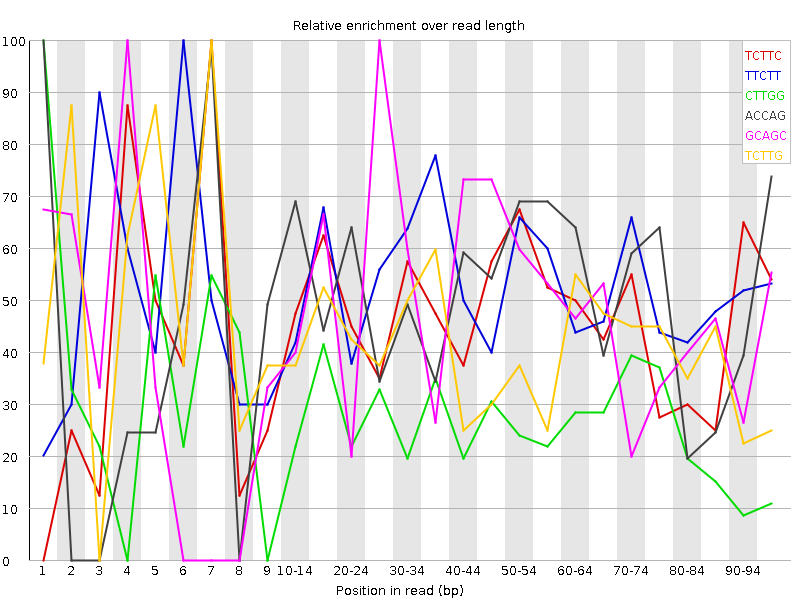 Relative enrichment over read length
100
90
80
70
60
50
40
30
20
10
0
TCTTC
TTCTT
CTTGG
ACCAG
GCAGC
TCTTG
1 2 3 4 5 6 7 8 9 10-14 20-24 30-34 40-44 50-54 60-64 70-74 80-84 90-94
Position in read (bp)